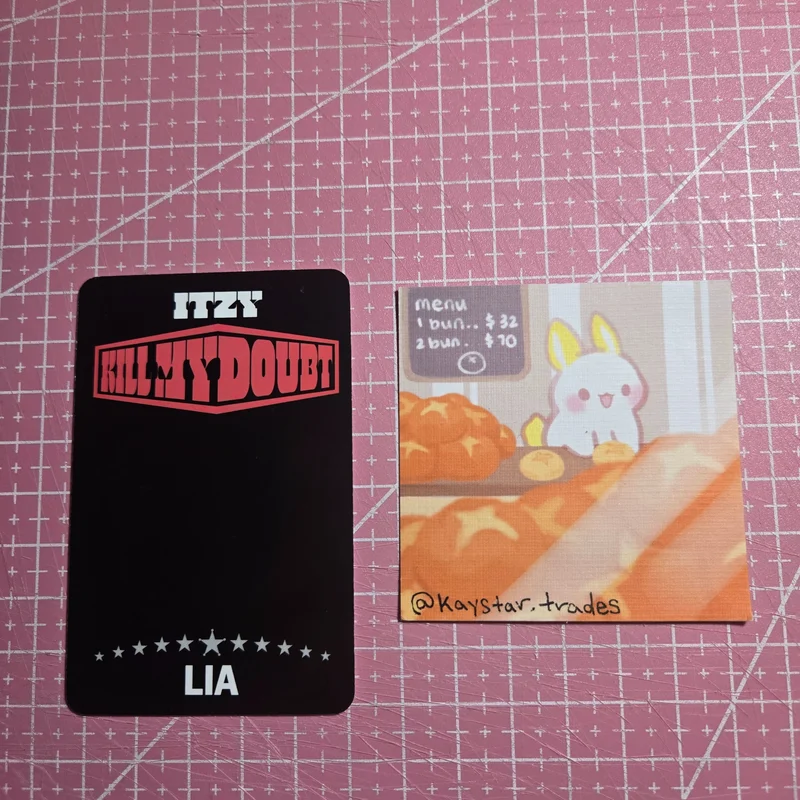 ITZY
KILL MY DOUBT
LIA
menu
1 bun.. $32
2 bun. $70
@kaystar.trades